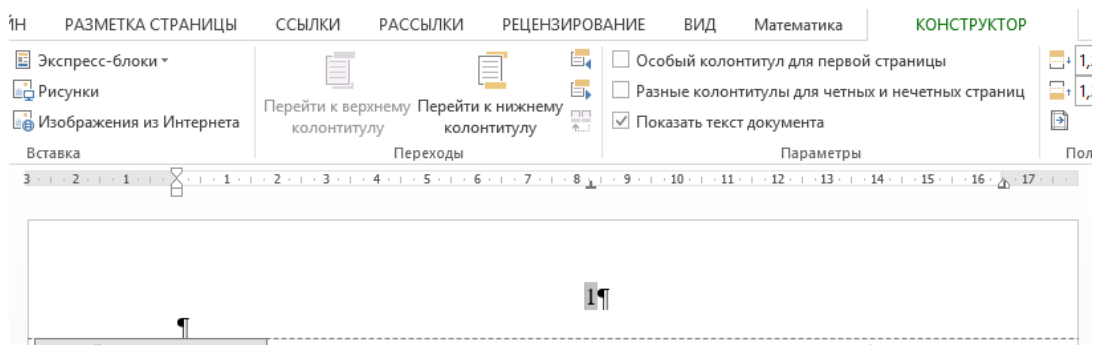 ЙН РАЗМЕТКА СТРАНИЦЫ ССЫЛКИ РАССЫЛКИ РЕЦЕНЗИРОВАНИЕ ВИД Математика КОНСТРУКТОР
Экспресс-блоки
Рисунки
Изображения из Интернета
Вставка
Перейти к верхнему
колонтитулу
Перейти к нижнему
колонтитулу
Переходы
Особый колонтитул для первой страницы
Разные колонтитулы для четных и нечетных страниц
Показать текст документа
Параметры
1,
1,
Пол
3 2 1 1 2 3 4 5 6 7 8 9 10 11 12 13 14 15 16 17
1¶
¶